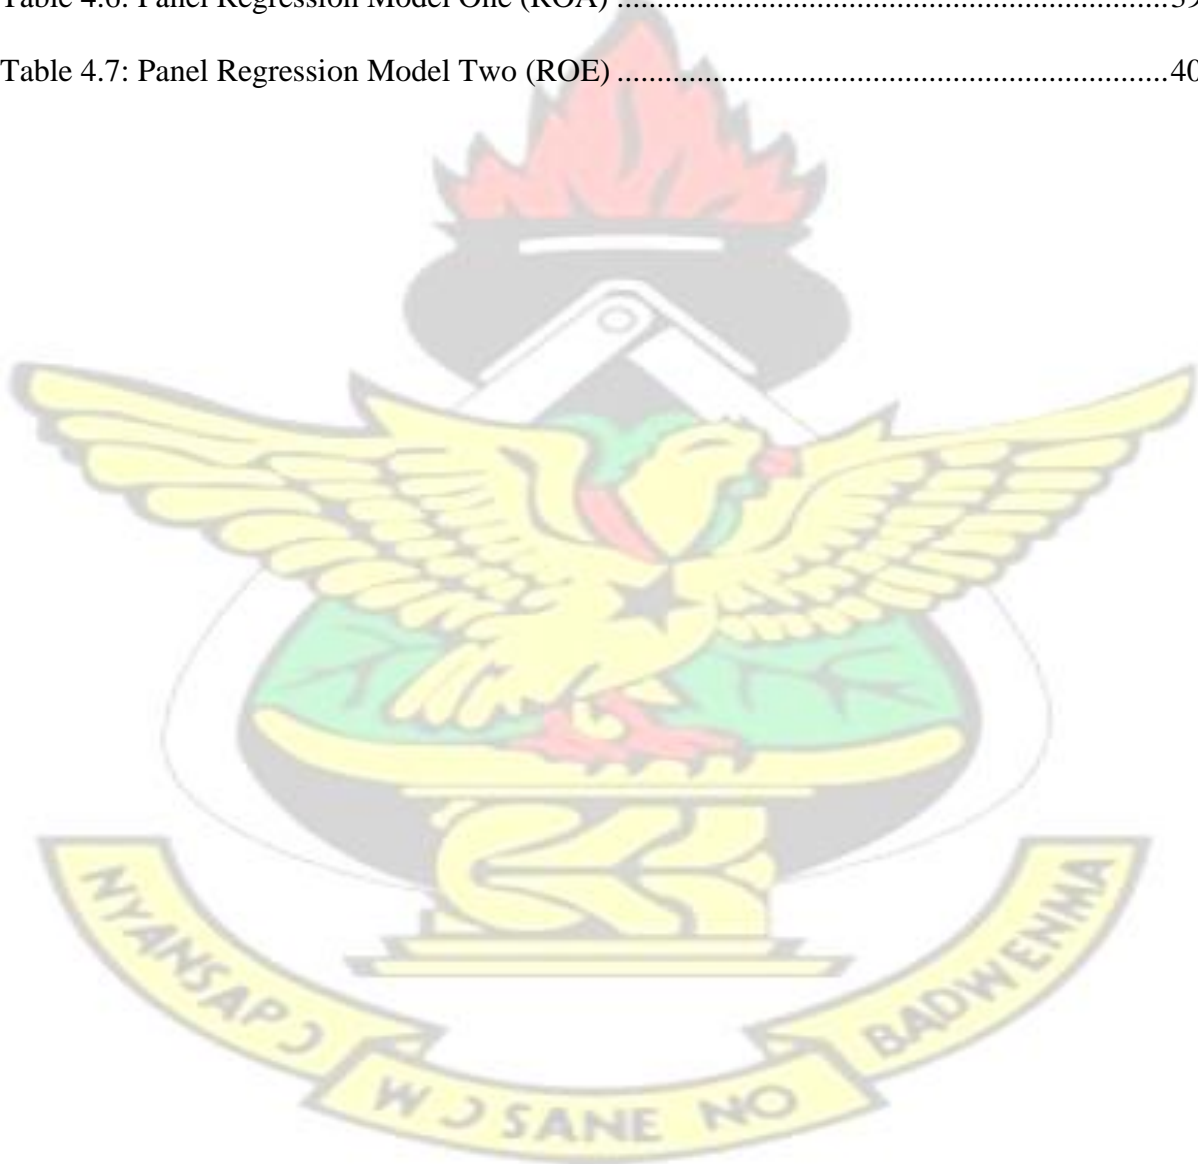 Table 4.6: Panel Regression Model One (ROA) ........................................................................39
Table 4.7: Panel Regression Model Two (ROE) ........................................................................40
NYANSAPƆ
WƆSANE NO
BADWENMA